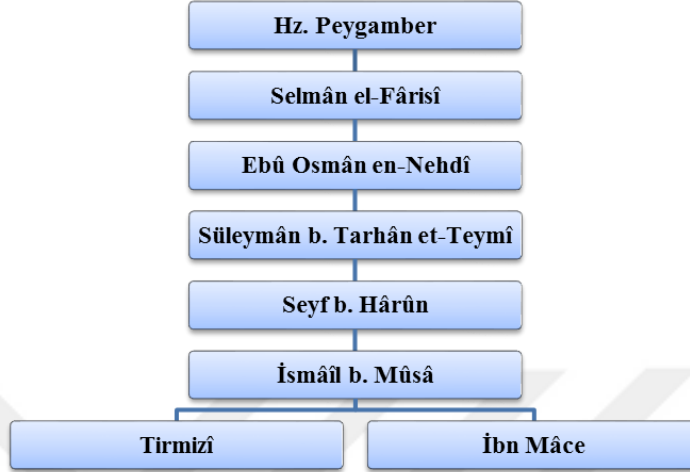 Hz. Peygamber
Selmân el-Fârisî
Ebû Osmân en-Nehdî
Süleymân b. Tarhân et-Teymî
Seyf b. Hârûn
İsmâîl b. Mûsâ
Tirmizî
İbn Mâce